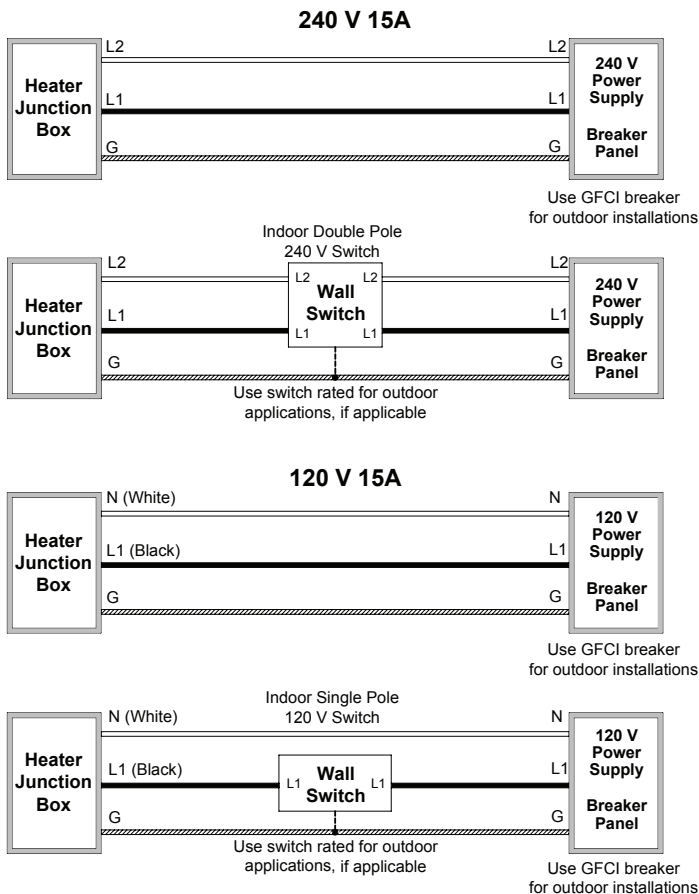 240 V 15A
L2 L2
Heater
Junction
Box
L1 L1
G G
240 V
Power
Supply
Breaker
Panel
Use GFCI breaker
for outdoor installations
Indoor Double Pole
240 V Switch
L2 L2
L2 L2
Heater
Junction
Box
Wall
Switch
L1 L1
L1 L1
G G
240 V
Power
Supply
Breaker
Panel
Use switch rated for outdoor
applications, if applicable
120 V 15A
N (White) N
Heater
Junction
Box
L1 (Black) L1
G G
120 V
Power
Supply
Breaker
Panel
Use GFCI breaker
for outdoor installations
Indoor Single Pole
120 V Switch
N (White) N
Heater
Junction
Box
L1 (Black) L1
L1 L1
Wall
Switch
G G
120 V
Power
Supply
Breaker
Panel
Use switch rated for outdoor
applications, if applicable
Use GFCI breaker
for outdoor installations